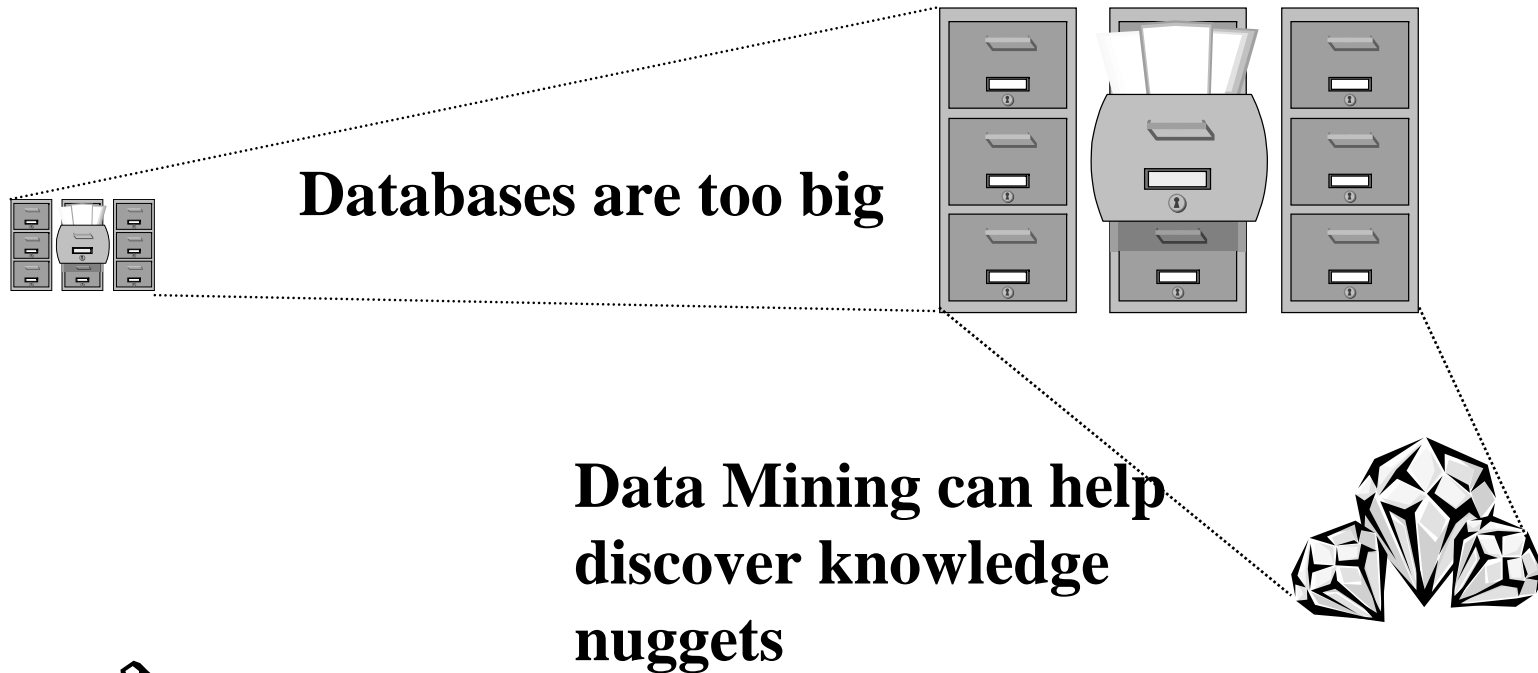 Databases are too big
Data Mining can help
discover knowledge
nuggets